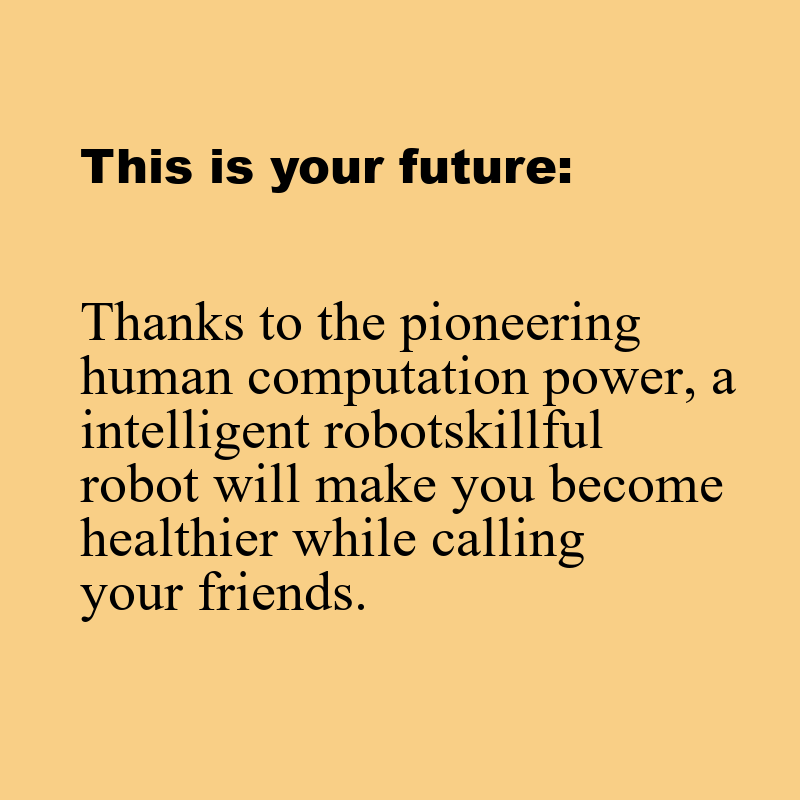 This is your future:
Thanks to the pioneering
human computation power, a
intelligent robotskillful
robot will make you become
healthier while calling
your friends.